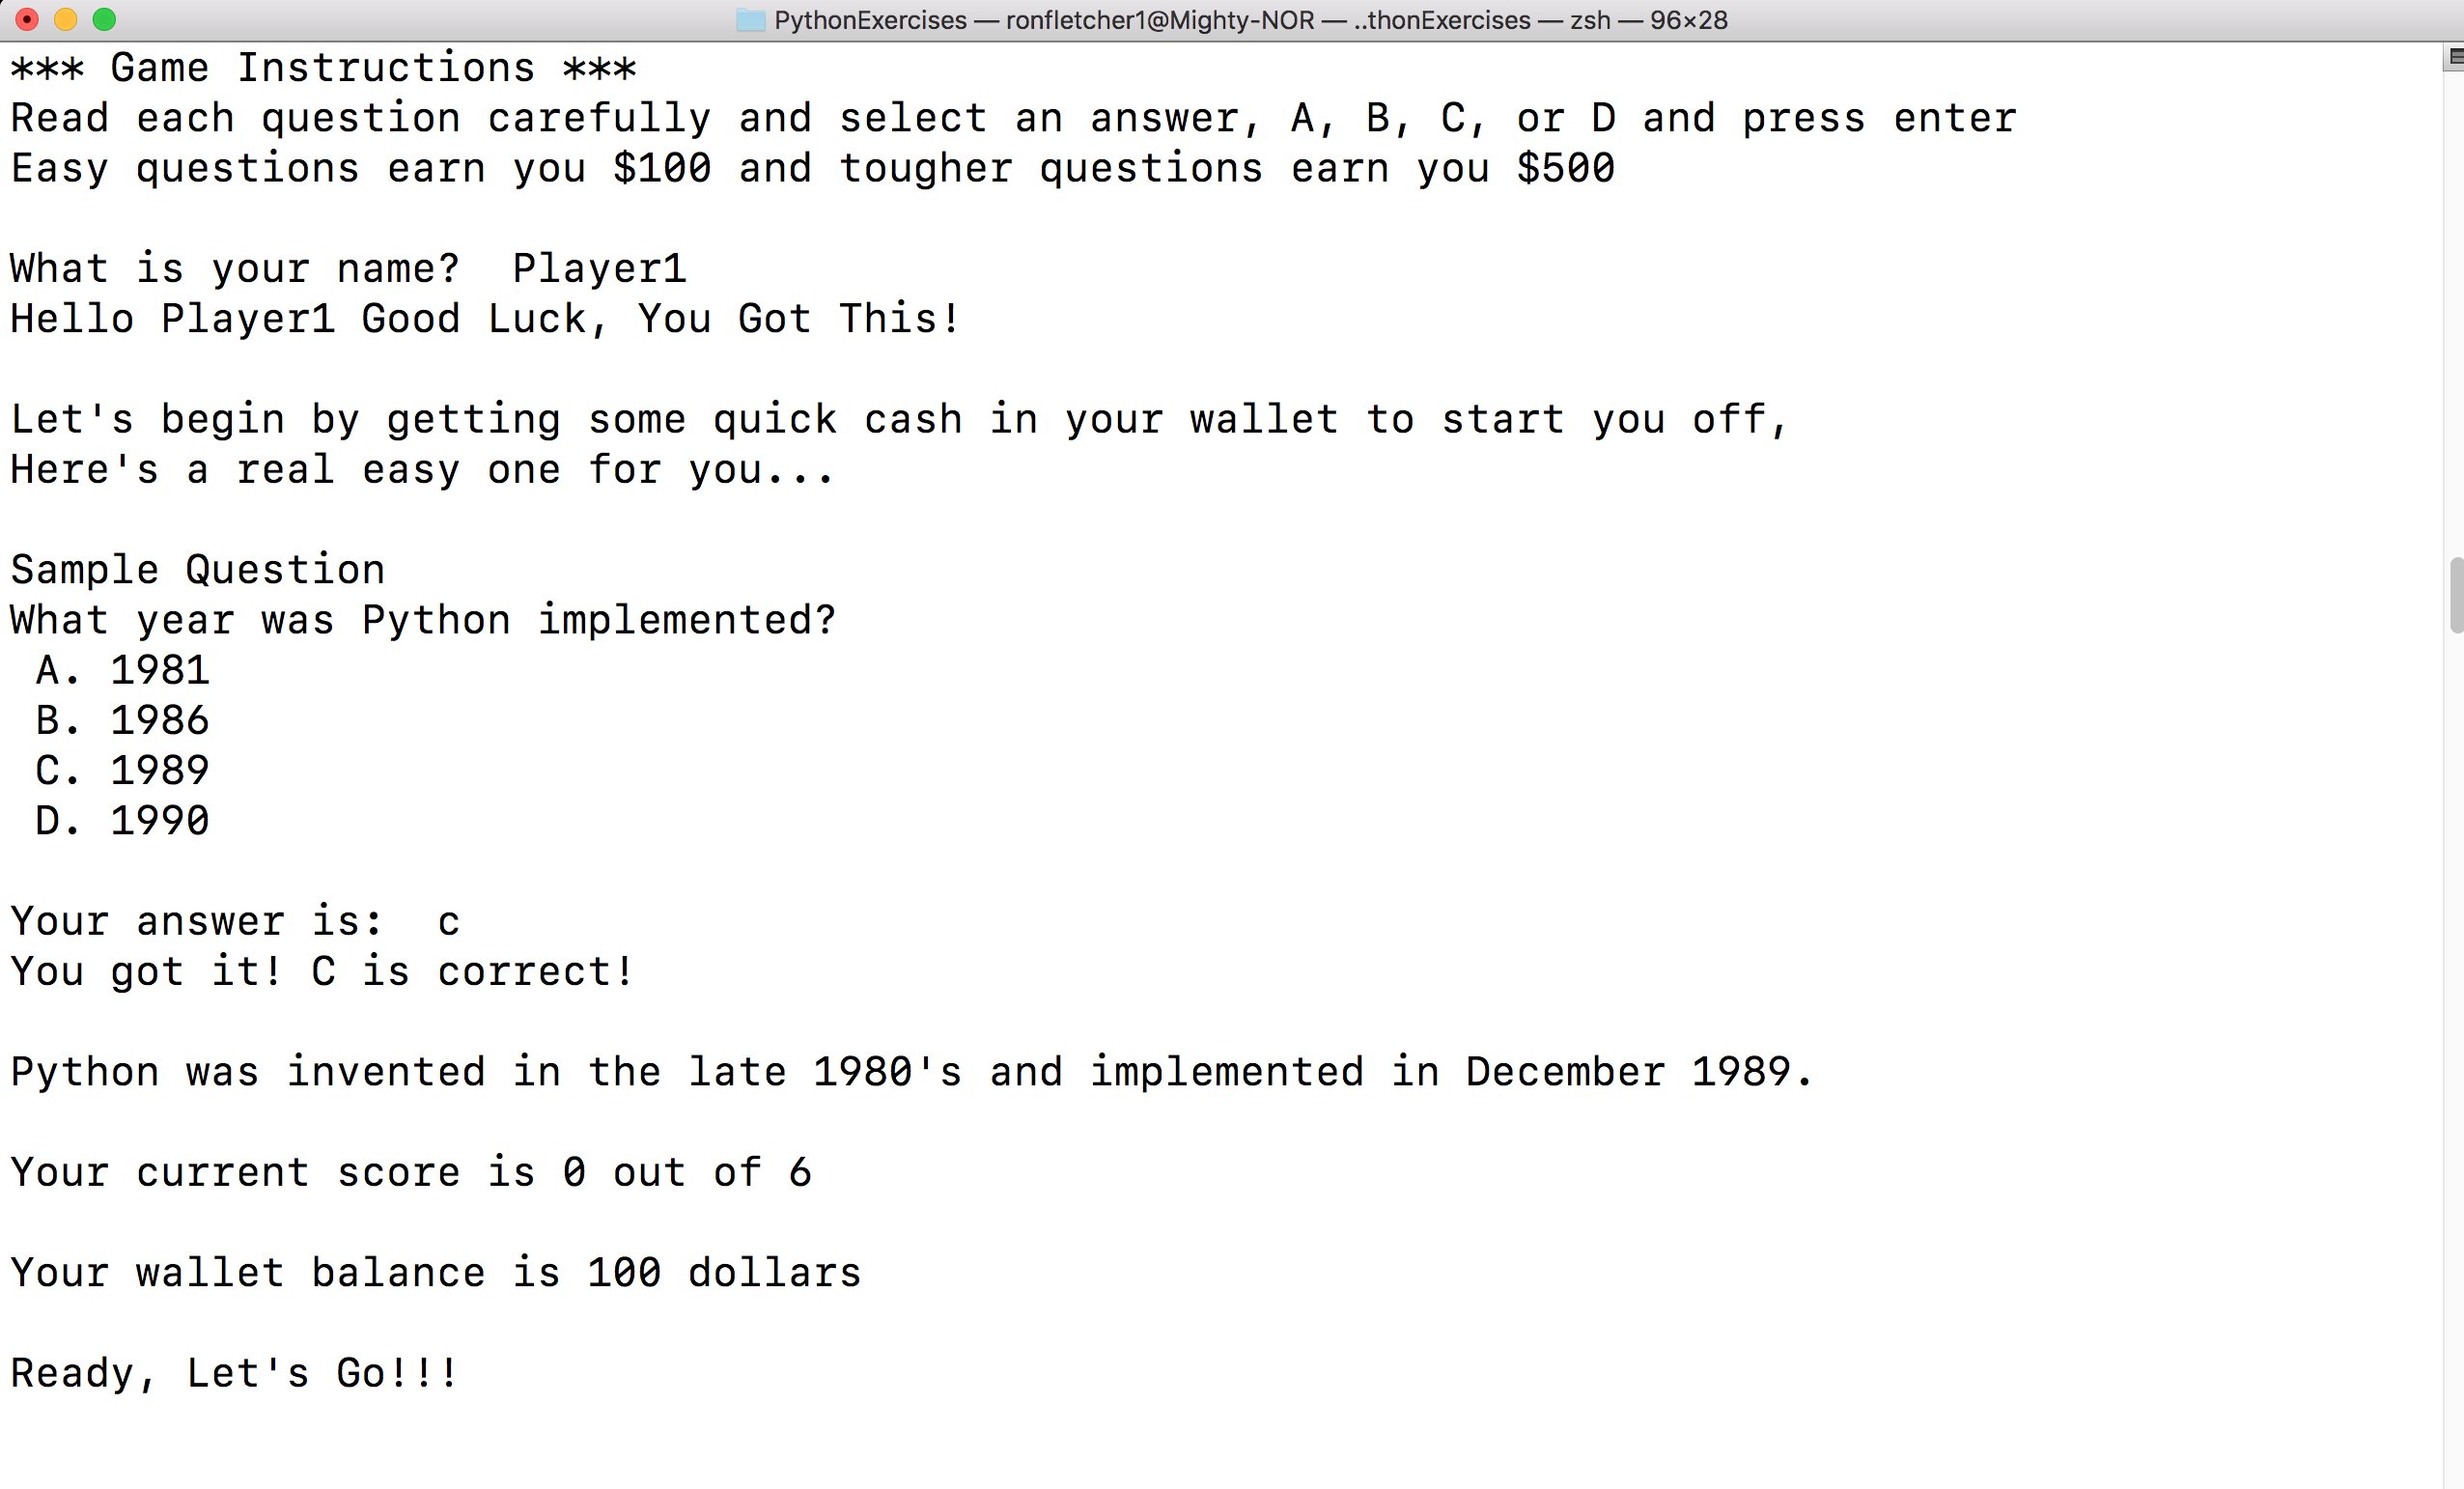 PythonExercises — ronfletcher1@Mighty-NOR — ..thonExercises — zsh — 96×28
*** Game Instructions ***
Read each question carefully and select an answer, A, B, C, or D and press enter
Easy questions earn you $100 and tougher questions earn you $500
What is your name?  Player1
Hello Player1 Good Luck, You Got This!
Let's begin by getting some quick cash in your wallet to start you off,
Here's a real easy one for you...
Sample Question
What year was Python implemented?
A. 1981
B. 1986
C. 1989
D. 1990
Your answer is:  c
You got it! C is correct!
Python was invented in the late 1980's and implemented in December 1989.
Your current score is 0 out of 6
Your wallet balance is 100 dollars
Ready, Let's Go!!!